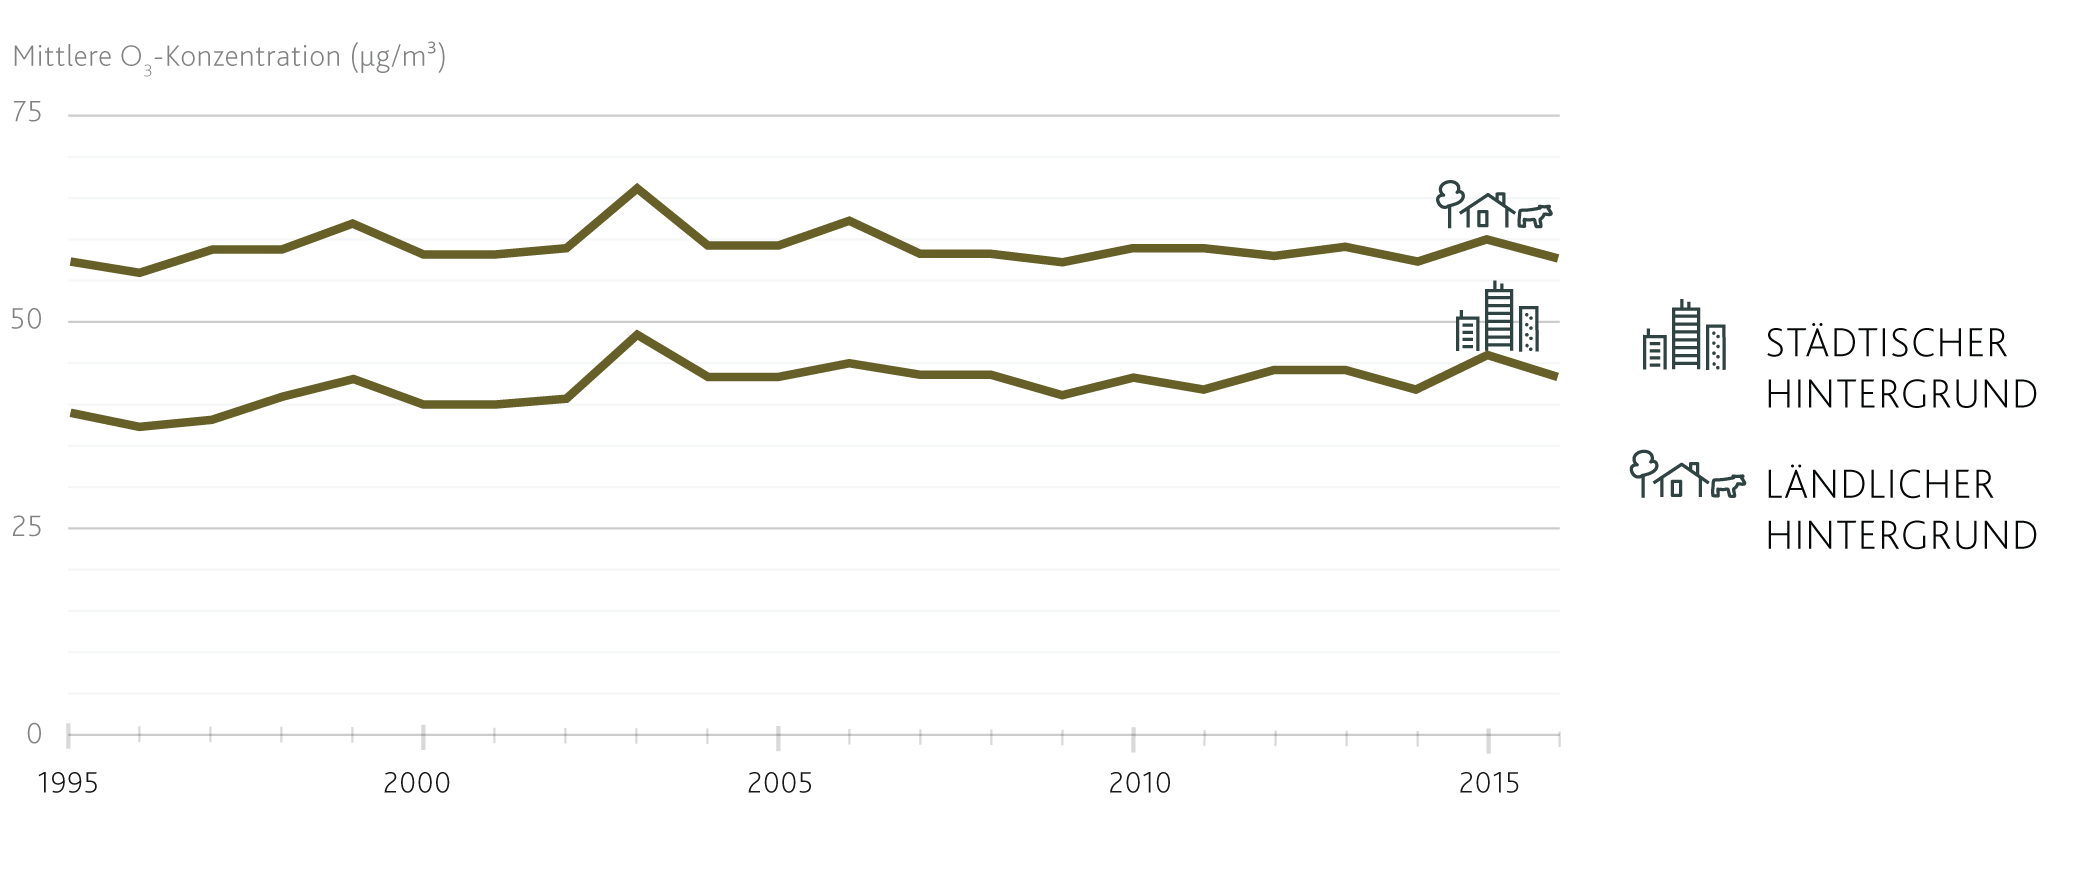 Mittlere O₃-Konzentration (µg/m³)
75
50
25
0
1995 2000 2005 2010 2015
STÄDTISCHER
HINTERGRUND
LÄNDLICHER
HINTERGRUND